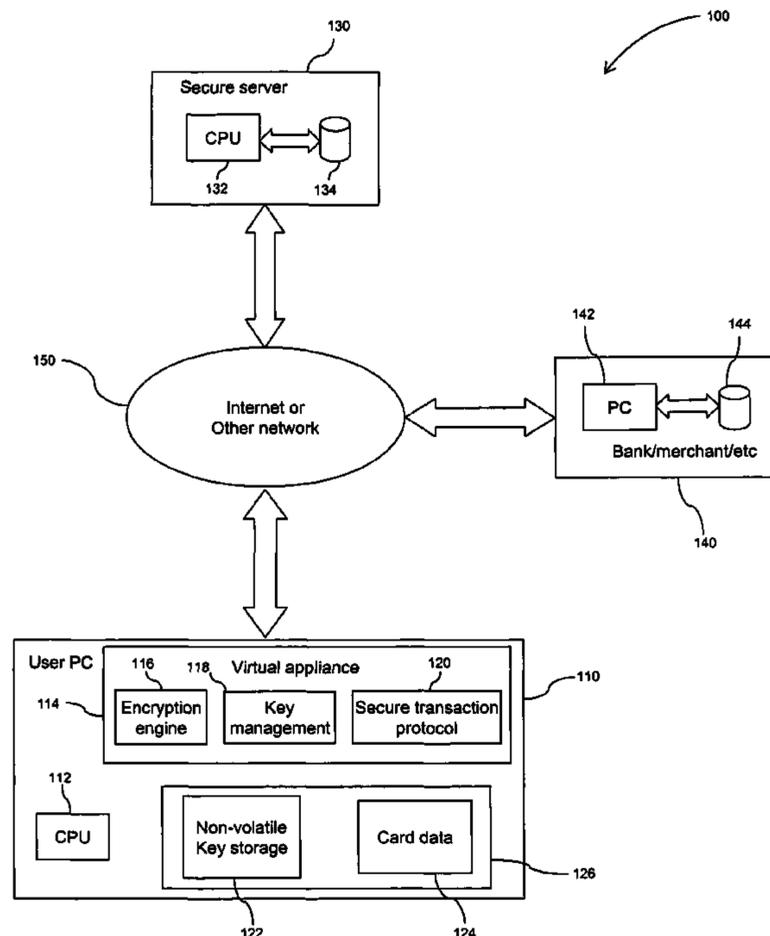 100
130
Secure server
CPU
132
134
142
144
150
Internet or
Other network
PC
Bank/merchant/etc
140
User PC
116
118
Virtual appliance
120
110
114
Encryption
engine
Key
management
Secure transaction
protocol
112
CPU
Non-volatile
Key storage
Card data
126
122
124